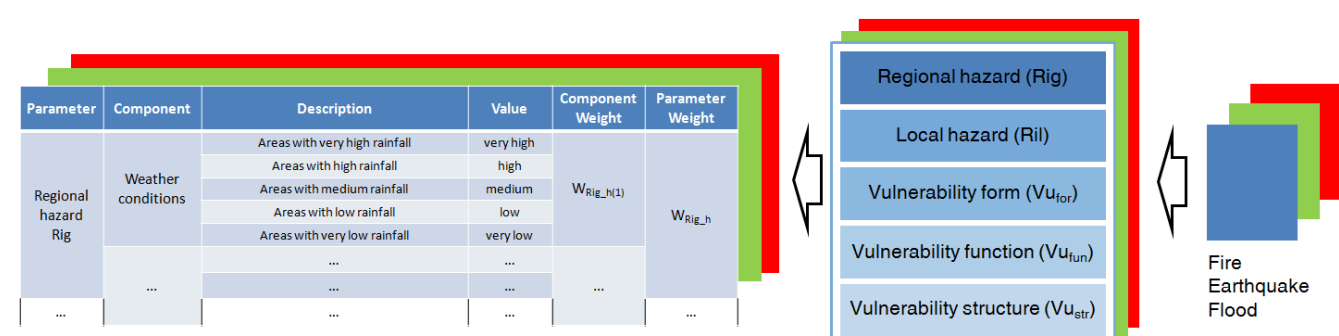 Parameter Component Description Value Component Weight Parameter Weight
Regional hazard Rig Weather conditions Areas with very high rainfall very high W_Rig_h(1) W_Rig_h
Areas with high rainfall high
Areas with medium rainfall medium
Areas with low rainfall low
Areas with very low rainfall very low
... ... ... ...
... ...
... ... ... ... ... ...
Regional hazard (Rig)
Local hazard (Ril)
Vulnerability form (Vu_for)
Vulnerability function (Vu_fun)
Vulnerability structure (Vu_str)
Fire
Earthquake
Flood